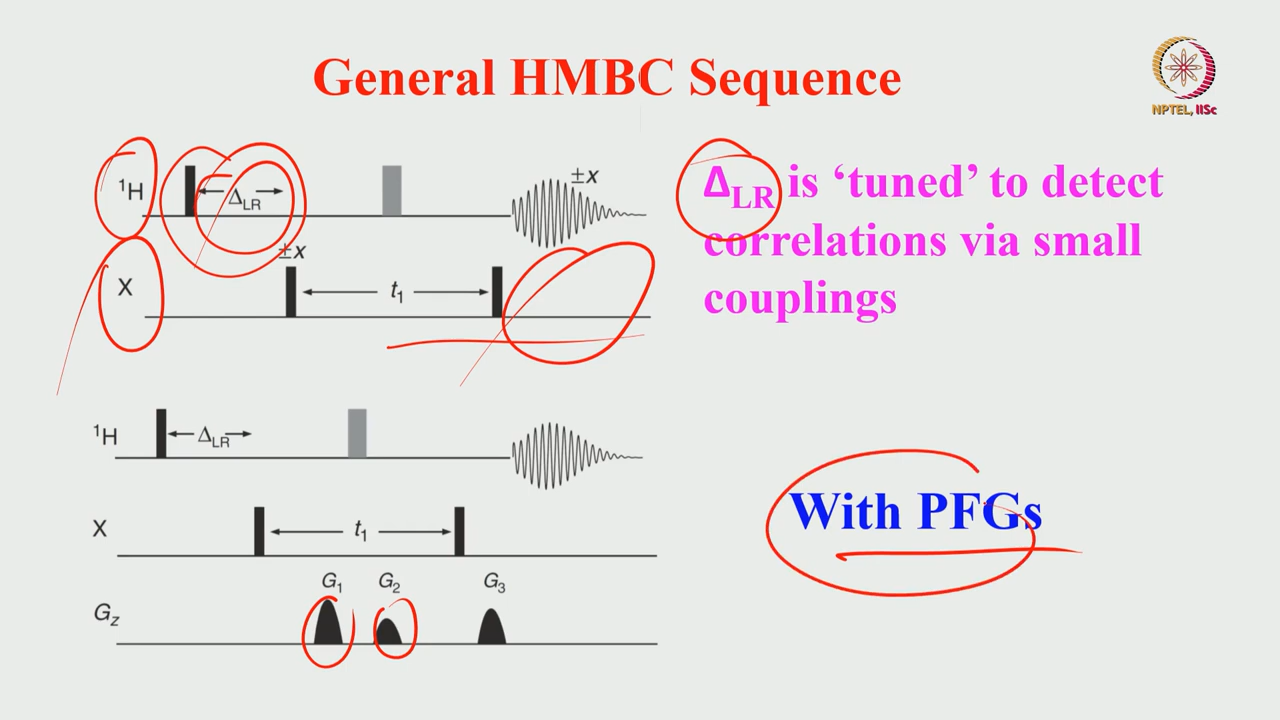 General HMBC Sequence
NPTEL, IISc
¹H
Δ_LR
±x
Δ_LR is ‘tuned’ to detect
correlations via small
couplings
±x
X
t₁
¹H
Δ_LR
With PFGs
X
t₁
G₁ G₂ G₃
G_z